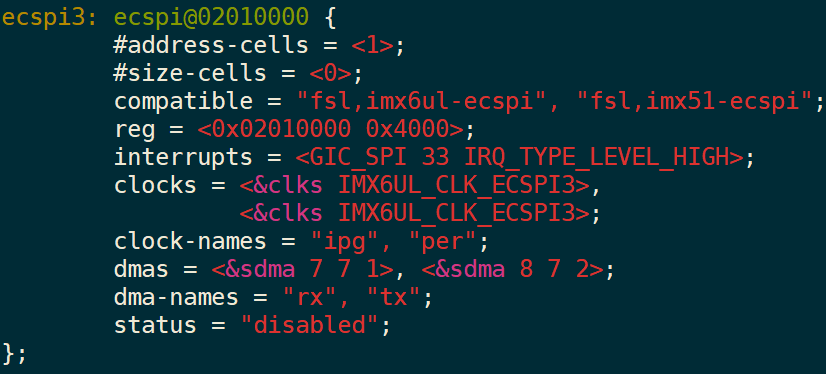 ecspi3: ecspi@02010000 {
#address-cells = <1>;
#size-cells = <0>;
compatible = "fsl,imx6ul-ecspi", "fsl,imx51-ecspi";
reg = <0x02010000 0x4000>;
interrupts = <GIC_SPI 33 IRQ_TYPE_LEVEL_HIGH>;
clocks = <&clks IMX6UL_CLK_ECSPI3>,
<&clks IMX6UL_CLK_ECSPI3>;
clock-names = "ipg", "per";
dmas = <&sdma 7 7 1>, <&sdma 8 7 2>;
dma-names = "rx", "tx";
status = "disabled";
};